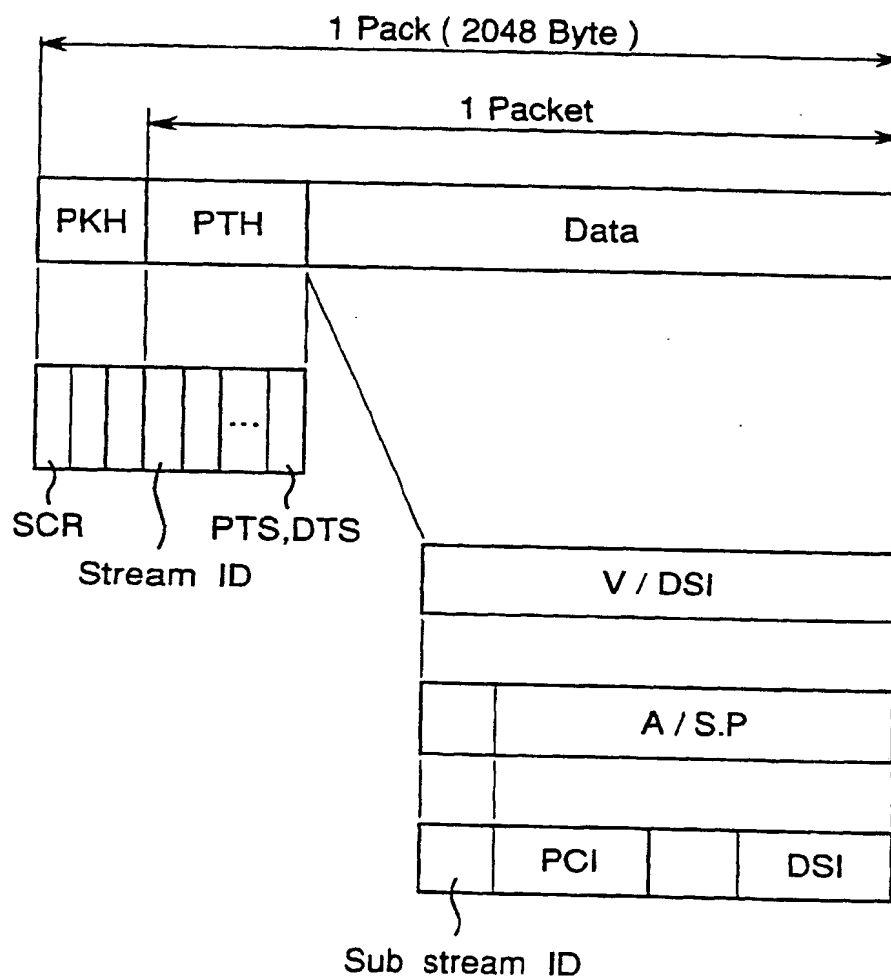 1 Pack ( 2048 Byte )
1 Packet
PKH PTH Data
...
SCR PTS,DTS
Stream ID
V / DSI
A / S.P
PCI DSI
Sub stream ID